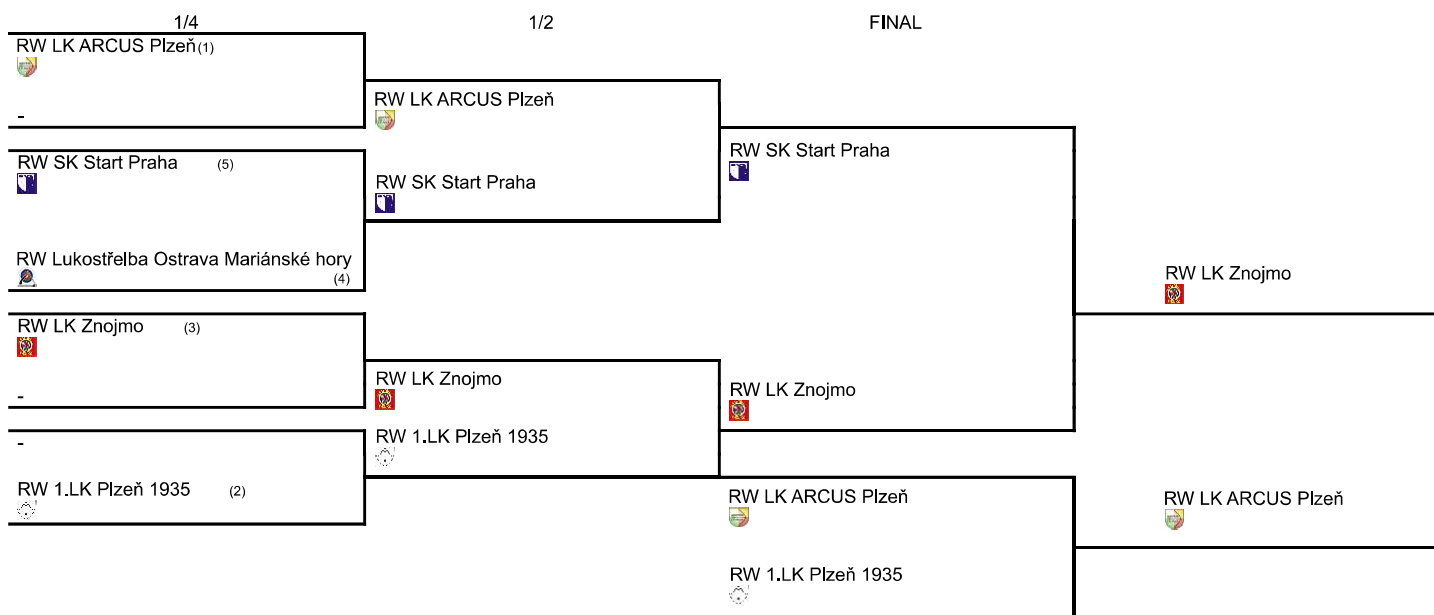 1/4
1/2
FINAL
RW LK ARCUS Plzeň (1)
-
RW SK Start Praha (5)
RW Lukostřelba Ostrava Mariánské hory
(4)
RW LK Znojmo (3)
-
-
RW 1.LK Plzeň 1935 (2)
RW LK ARCUS Plzeň
RW SK Start Praha
RW LK Znojmo
RW 1.LK Plzeň 1935
RW SK Start Praha
RW LK Znojmo
RW LK ARCUS Plzeň
RW 1.LK Plzeň 1935
RW LK Znojmo
RW LK ARCUS Plzeň